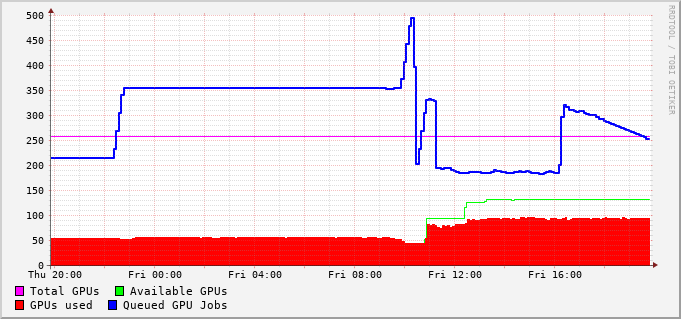 RRDTOOL / TOBI OETIKER
500
450
400
350
300
250
200
150
100
50
0
Thu 20:00 Fri 00:00 Fri 04:00 Fri 08:00 Fri 12:00 Fri 16:00
Total GPUs Available GPUs
GPUs used Queued GPU Jobs